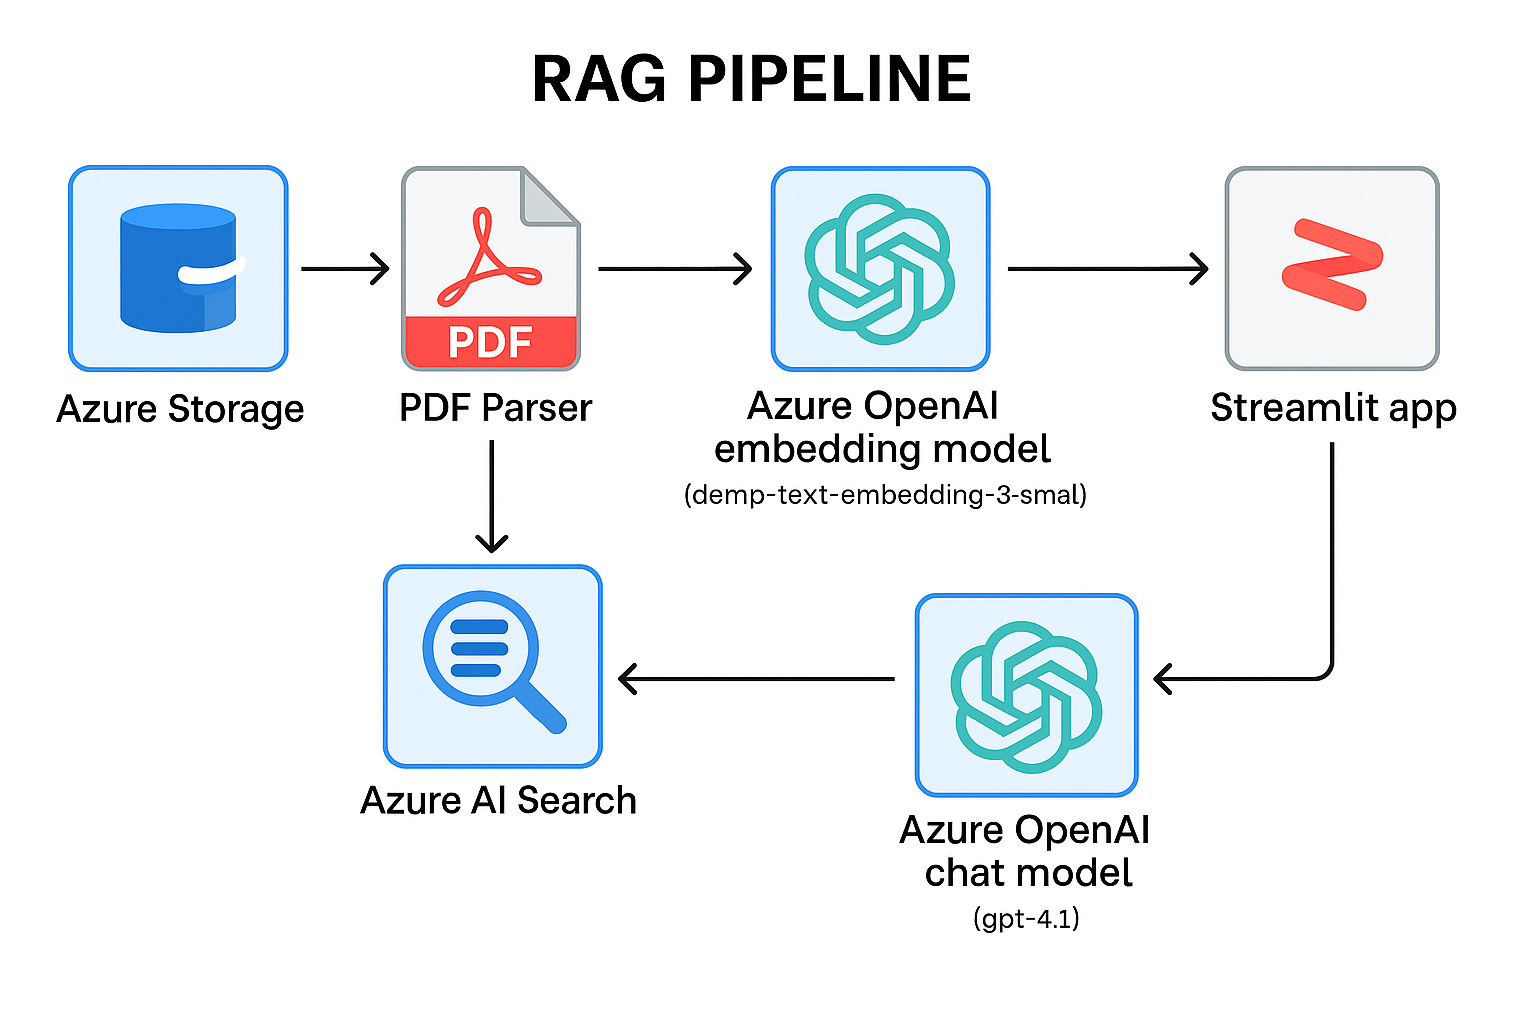 RAG PIPELINE
PDF
Azure Storage
PDF Parser
Azure OpenAI
embedding model
(demp-text-embedding-3-smal)
Streamlit app
Azure AI Search
Azure OpenAI
chat model
(gpt-4.1)